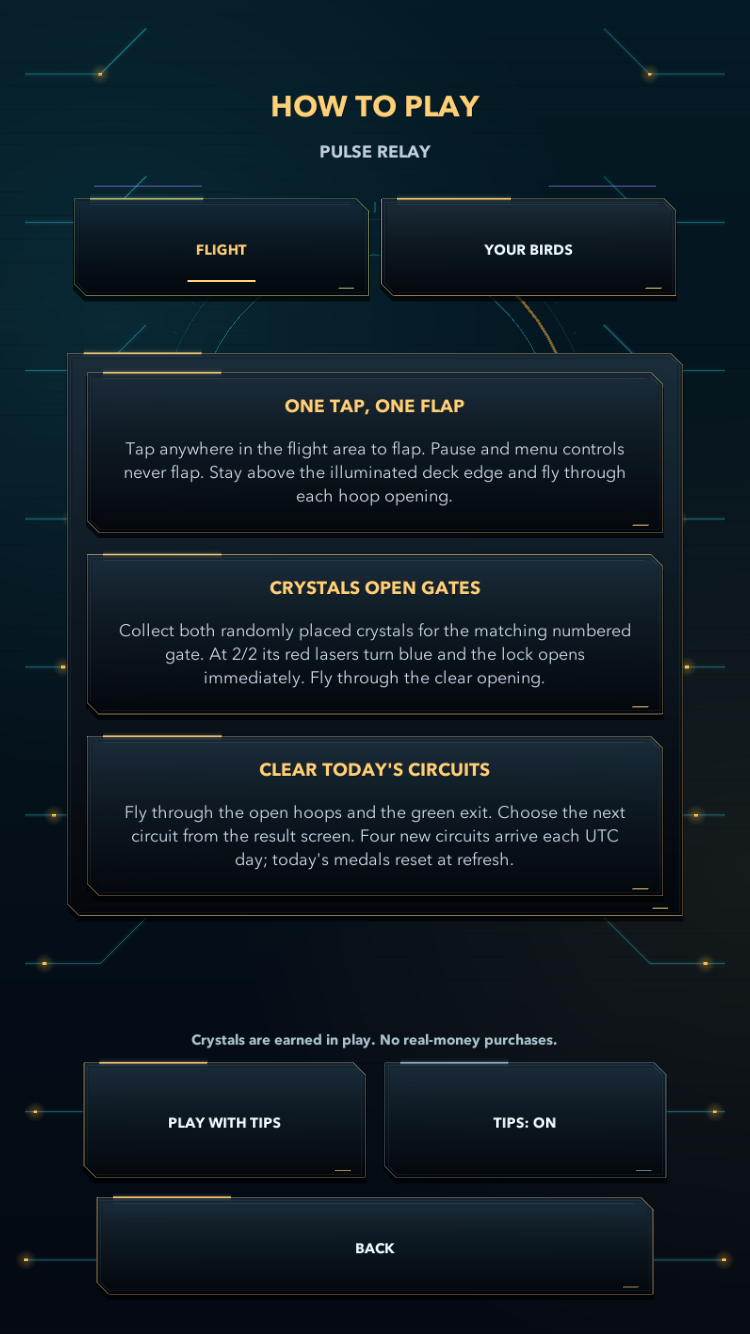 HOW TO PLAY
PULSE RELAY
FLIGHT
YOUR BIRDS
ONE TAP, ONE FLAP
Tap anywhere in the flight area to flap. Pause and menu controls
never flap. Stay above the illuminated deck edge and fly through
each hoop opening.
CRYSTALS OPEN GATES
Collect both randomly placed crystals for the matching numbered
gate. At 2/2 its red lasers turn blue and the lock opens
immediately. Fly through the clear opening.
CLEAR TODAY'S CIRCUITS
Fly through the open hoops and the green exit. Choose the next
circuit from the result screen. Four new circuits arrive each UTC
day; today's medals reset at refresh.
Crystals are earned in play. No real-money purchases.
PLAY WITH TIPS
TIPS: ON
BACK